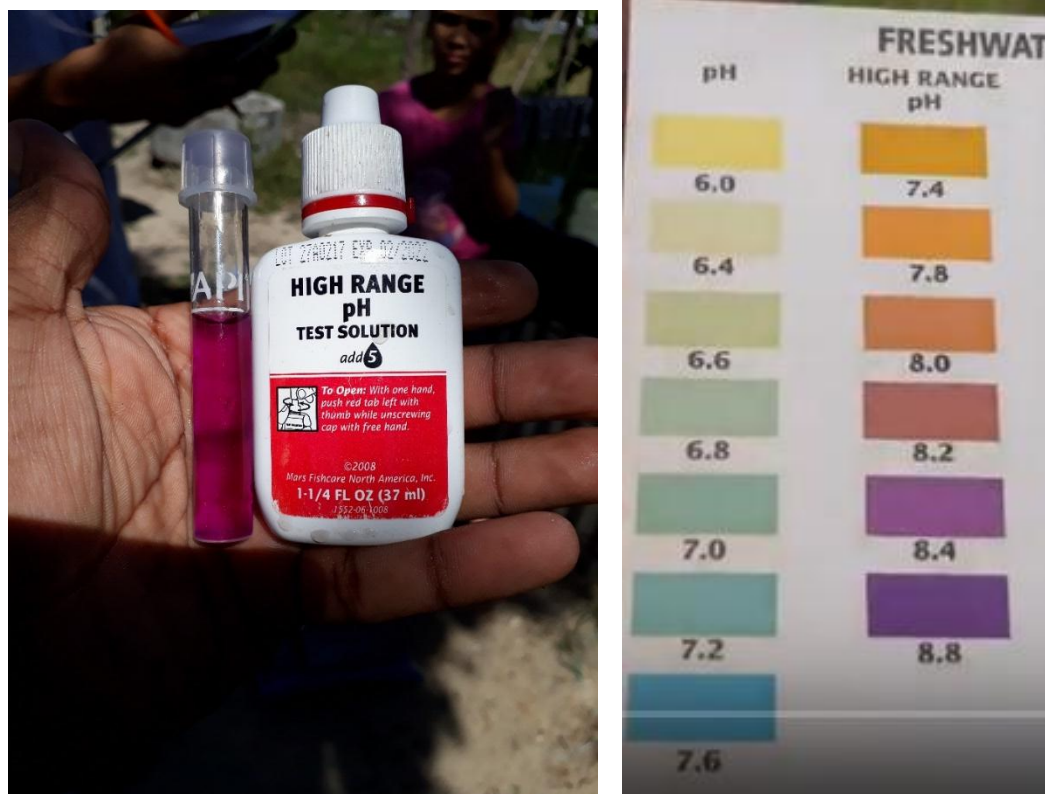 API
LOT 27A0217 EXP 02/2022
HIGH RANGE
pH
TEST SOLUTION
add 5
To Open: With one hand,
push red tab left with
thumb while unscrewing
cap with free hand.
©2008
Mars Fishcare North America, Inc.
1-1/4 FL OZ (37 ml)
FRESHWAT
pH
HIGH RANGE
pH
6.0
7.4
6.4
7.8
6.6
8.0
6.8
8.2
7.0
8.4
7.2
8.8
7.6